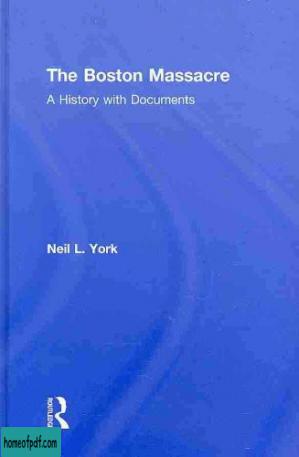 The Boston Massacre
A History with Documents
Neil L. York
ROUTLEDGE
homeofpdf.com